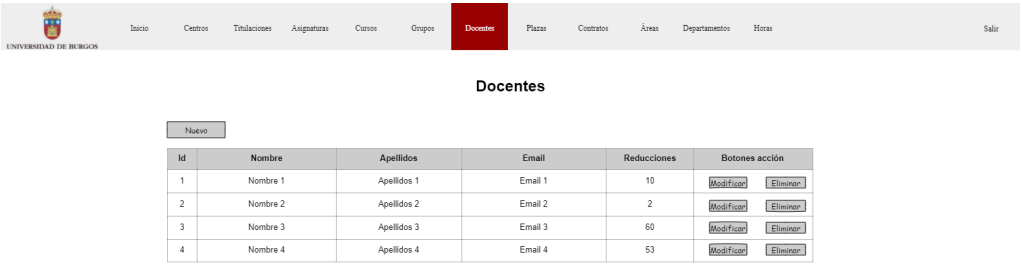 Inicio Centros Titulaciones Asignaturas Cursos Grupos Docentes Plazas Contratos Áreas Departamentos Horas Salir
UNIVERSIDAD DE BURGOS
Docentes
Nuevo
Id Nombre Apellidos Email Reducciones Botones acción
1 Nombre 1 Apellidos 1 Email 1 10 Modificar Eliminar
2 Nombre 2 Apellidos 2 Email 2 2 Modificar Eliminar
3 Nombre 3 Apellidos 3 Email 3 60 Modificar Eliminar
4 Nombre 4 Apellidos 4 Email 4 53 Modificar Eliminar